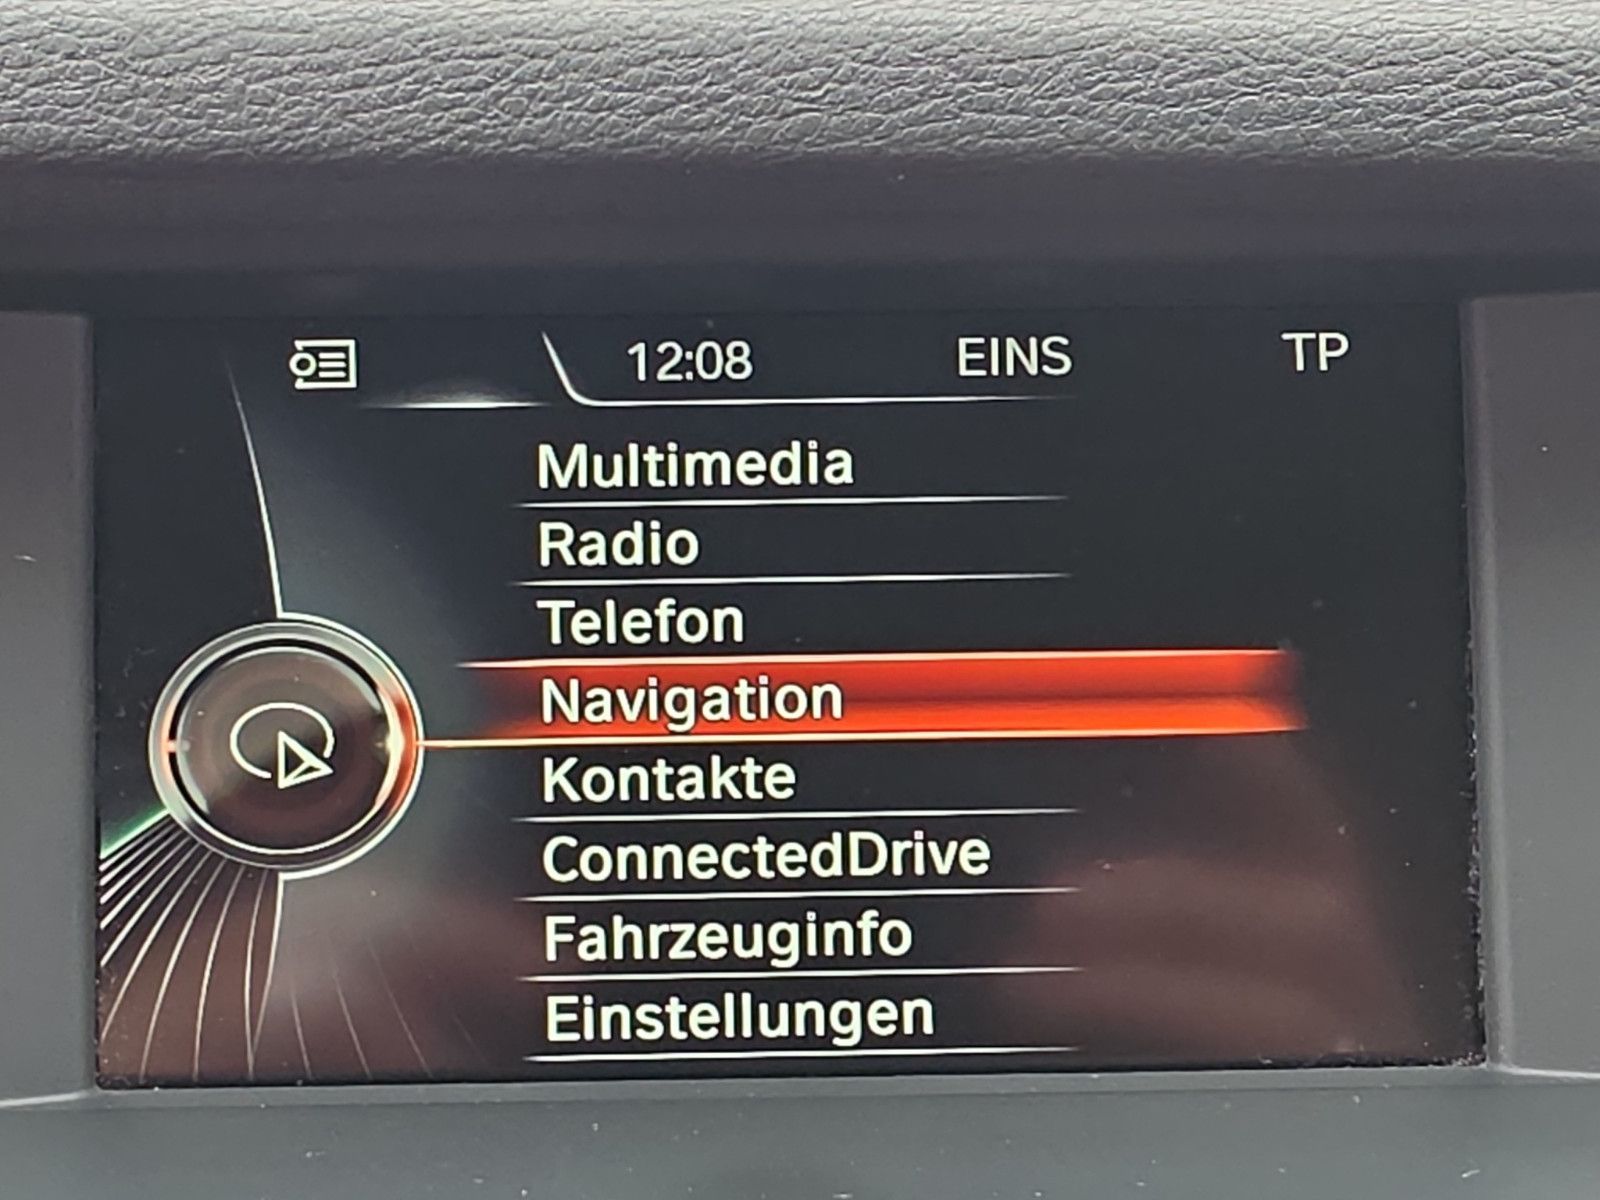 12:08 EINS TP
Multimedia
Radio
Telefon
Navigation
Kontakte
ConnectedDrive
Fahrzeuginfo
Einstellungen